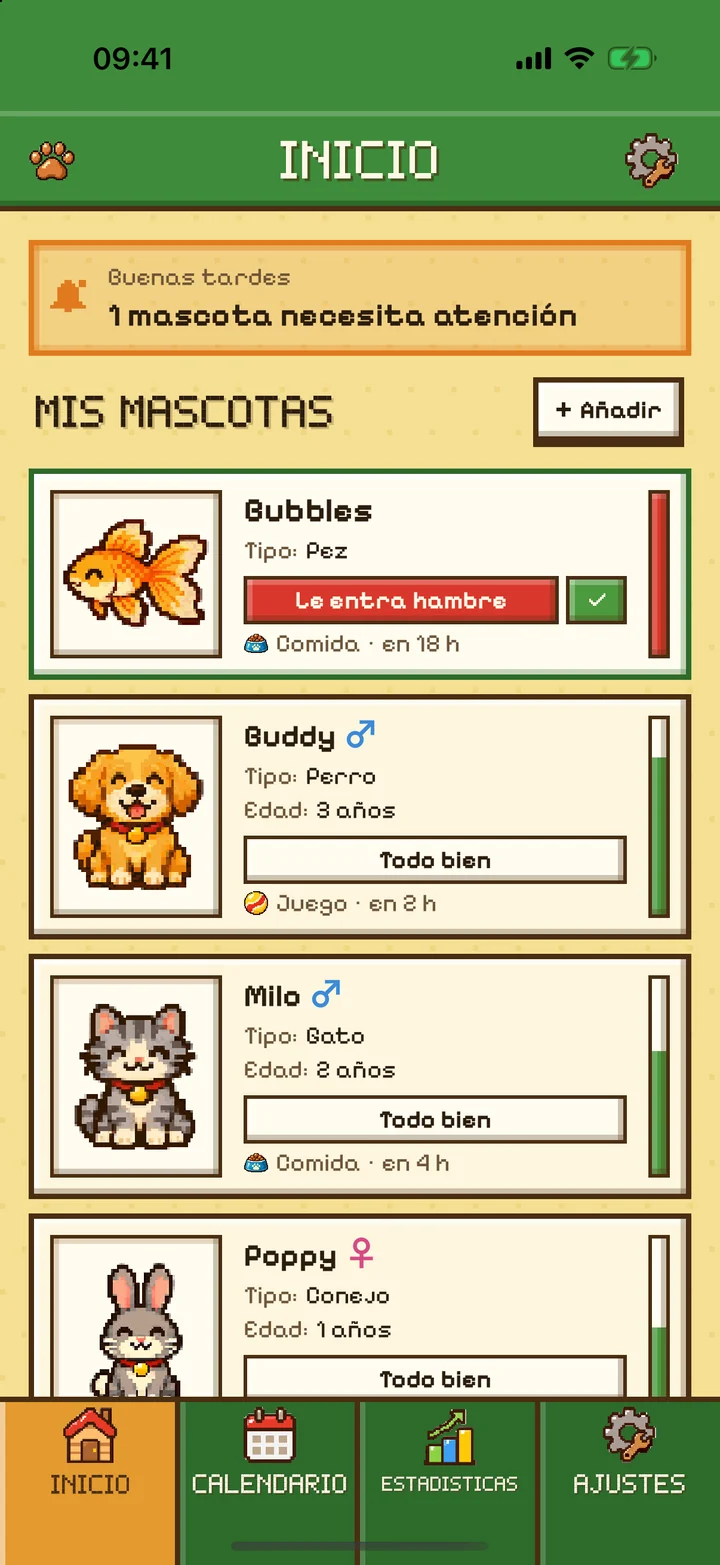 09:41
INICIO
Buenas tardes
1 mascota necesita atención
MIS MASCOTAS
+ Añadir
Bubbles
Tipo: Pez
Le entra hambre
Comida · en 18 h
Buddy ♂
Tipo: Perro
Edad: 3 años
Todo bien
Juego · en 2 h
Milo ♂
Tipo: Gato
Edad: 2 años
Todo bien
Comida · en 4 h
Poppy ♀
Tipo: Conejo
Edad: 1 años
Todo bien
INICIO
CALENDARIO
ESTADISTICAS
AJUSTES